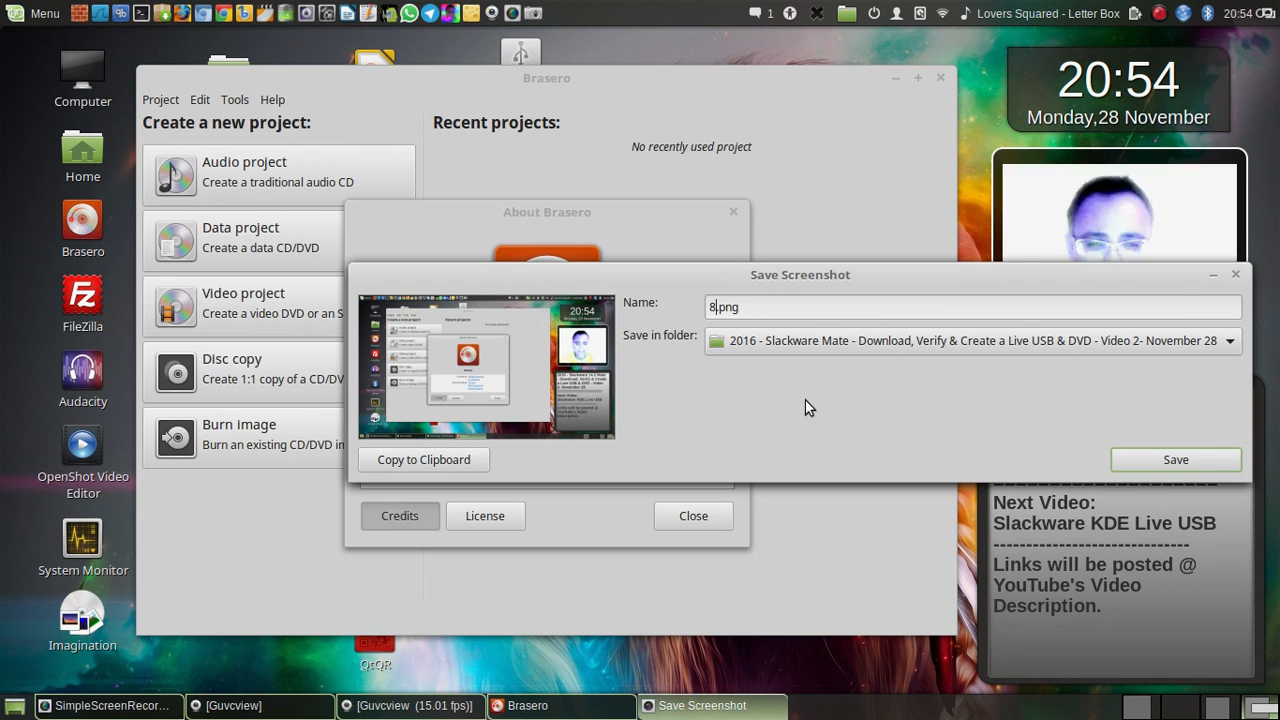 Menu
1
Lovers Squared - Letter Box
20:54
Computer
Home
Brasero
FileZilla
Audacity
OpenShot Video
Editor
System Monitor
Imagination
QtQR
Brasero
Project Edit Tools Help
Create a new project:
Audio project
Create a traditional audio CD
Data project
Create a data CD/DVD
Video project
Create a video DVD or an S
Disc copy
Create 1:1 copy of a CD/DV
Burn image
Burn an existing CD/DVD in
Recent projects:
No recently used project
About Brasero
Credits
License
Close
Save Screenshot
Name:
8.png
Save in folder:
2016 - Slackware Mate - Download, Verify & Create a Live USB & DVD - Video 2- November 28
Copy to Clipboard
Save
20:54
Monday,28 November
Next Video:
Slackware KDE Live USB
----------------------------
Links will be posted @
YouTube's Video
Description.
SimpleScreenRecor...
[Guvcview]
[Guvcview (15.01 fps)]
Brasero
Save Screenshot